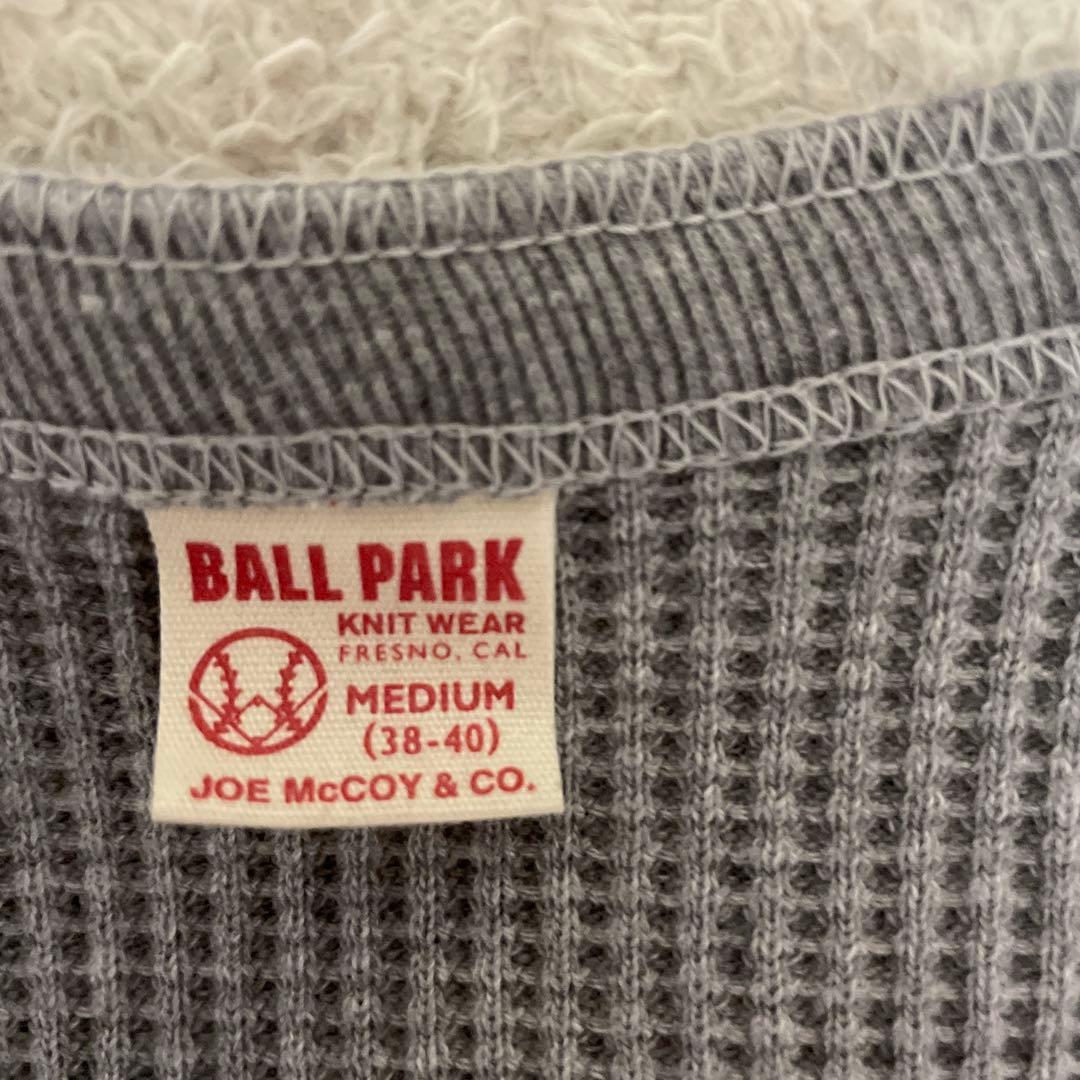 BALL PARK
KNIT WEAR
FRESNO, CAL
MEDIUM
(38-40)
JOE McCOY & CO.